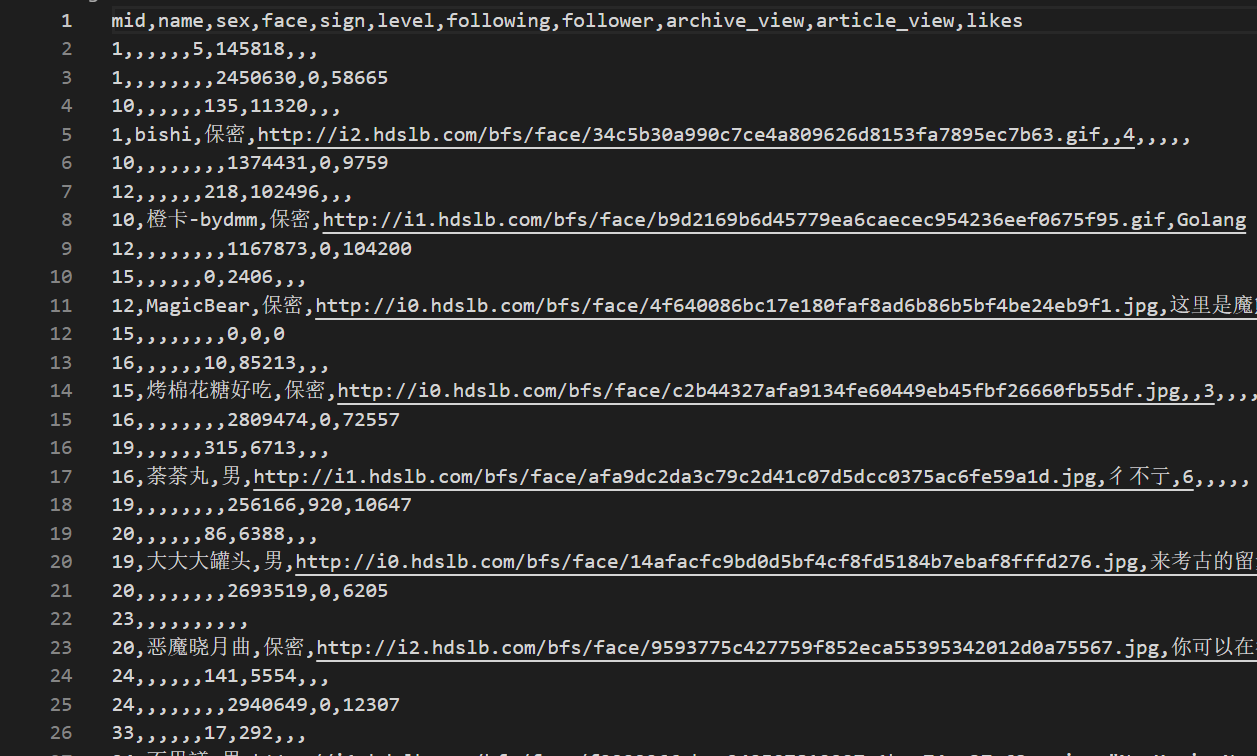 1 mid,name,sex,face,sign,level,following,follower,archive_view,article_view,likes
2 1,,,,,,5,145818,,,
3 1,,,,,,,,2450630,0,58665
4 10,,,,,,135,11320,,,
5 1,bishi,保密,http://i2.hdslb.com/bfs/face/34c5b30a990c7ce4a809626d8153fa7895ec7b63.gif,,4,,,,,
6 10,,,,,,,,1374431,0,9759
7 12,,,,,,218,102496,,,
8 10,橙卡-bydmm,保密,http://i1.hdslb.com/bfs/face/b9d2169b6d45779ea6caecec954236eef0675f95.gif,Golang
9 12,,,,,,,,1167873,0,104200
10 15,,,,,,0,2406,,,
11 12,MagicBear,保密,http://i0.hdslb.com/bfs/face/4f640086bc17e180faf8ad6b86b5bf4be24eb9f1.jpg,这里是魔
12 15,,,,,,,,0,0,0
13 16,,,,,,10,85213,,,
14 15,烤棉花糖好吃,保密,http://i0.hdslb.com/bfs/face/c2b44327afa9134fe60449eb45fbf26660fb55df.jpg,,3,,,,
15 16,,,,,,,,2809474,0,72557
16 19,,,,,,315,6713,,,
17 16,荼荼丸,男,http://i1.hdslb.com/bfs/face/afa9dc2da3c79c2d41c07d5dcc0375ac6fe59a1d.jpg,彳不亍,6,,,,,
18 19,,,,,,,,256166,920,10647
19 20,,,,,,86,6388,,,
20 19,大大大罐头,男,http://i0.hdslb.com/bfs/face/14afacfc9bd0d5bf4cf8fd5184b7ebaf8fffd276.jpg,来考古的留
21 20,,,,,,,,2693519,0,6205
22 23,,,,,,,,,,
23 20,恶魔晓月曲,保密,http://i2.hdslb.com/bfs/face/9593775c427759f852eca55395342012d0a75567.jpg,你可以在
24 24,,,,,,141,5554,,,
25 24,,,,,,,,2940649,0,12307
26 33,,,,,,17,292,,,